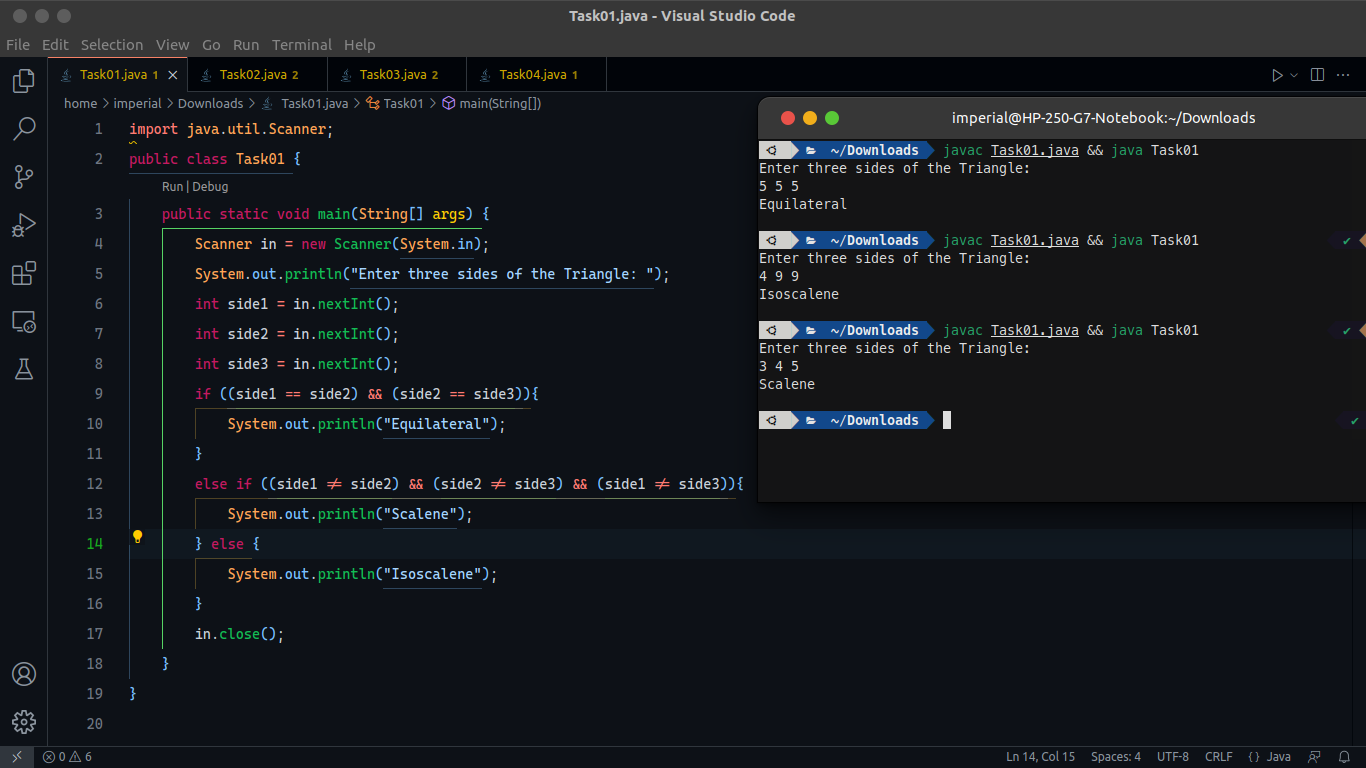 Task01.java - Visual Studio Code
File Edit Selection View Go Run Terminal Help
Task01.java 1 Task02.java 2 Task03.java 2 Task04.java 1
home > imperial > Downloads > Task01.java > Task01 > main(String[])
1 import java.util.Scanner;
2 public class Task01 {
Run | Debug
3 public static void main(String[] args) {
4 Scanner in = new Scanner(System.in);
5 System.out.println("Enter three sides of the Triangle: ");
6 int side1 = in.nextInt();
7 int side2 = in.nextInt();
8 int side3 = in.nextInt();
9 if ((side1 == side2) && (side2 == side3)){
10 System.out.println("Equilateral");
11 }
12 else if ((side1 ≠ side2) && (side2 ≠ side3) && (side1 ≠ side3)){
13 System.out.println("Scalene");
14 } else {
15 System.out.println("Isoscalene");
16 }
17 in.close();
18 }
19 }
20
imperial@HP-250-G7-Notebook:~/Downloads
~/Downloads javac Task01.java && java Task01
Enter three sides of the Triangle:
5 5 5
Equilateral
~/Downloads javac Task01.java && java Task01
Enter three sides of the Triangle:
4 9 9
Isoscalene
~/Downloads javac Task01.java && java Task01
Enter three sides of the Triangle:
3 4 5
Scalene
~/Downloads
0 6 Ln 14, Col 15 Spaces: 4 UTF-8 CRLF {} Java